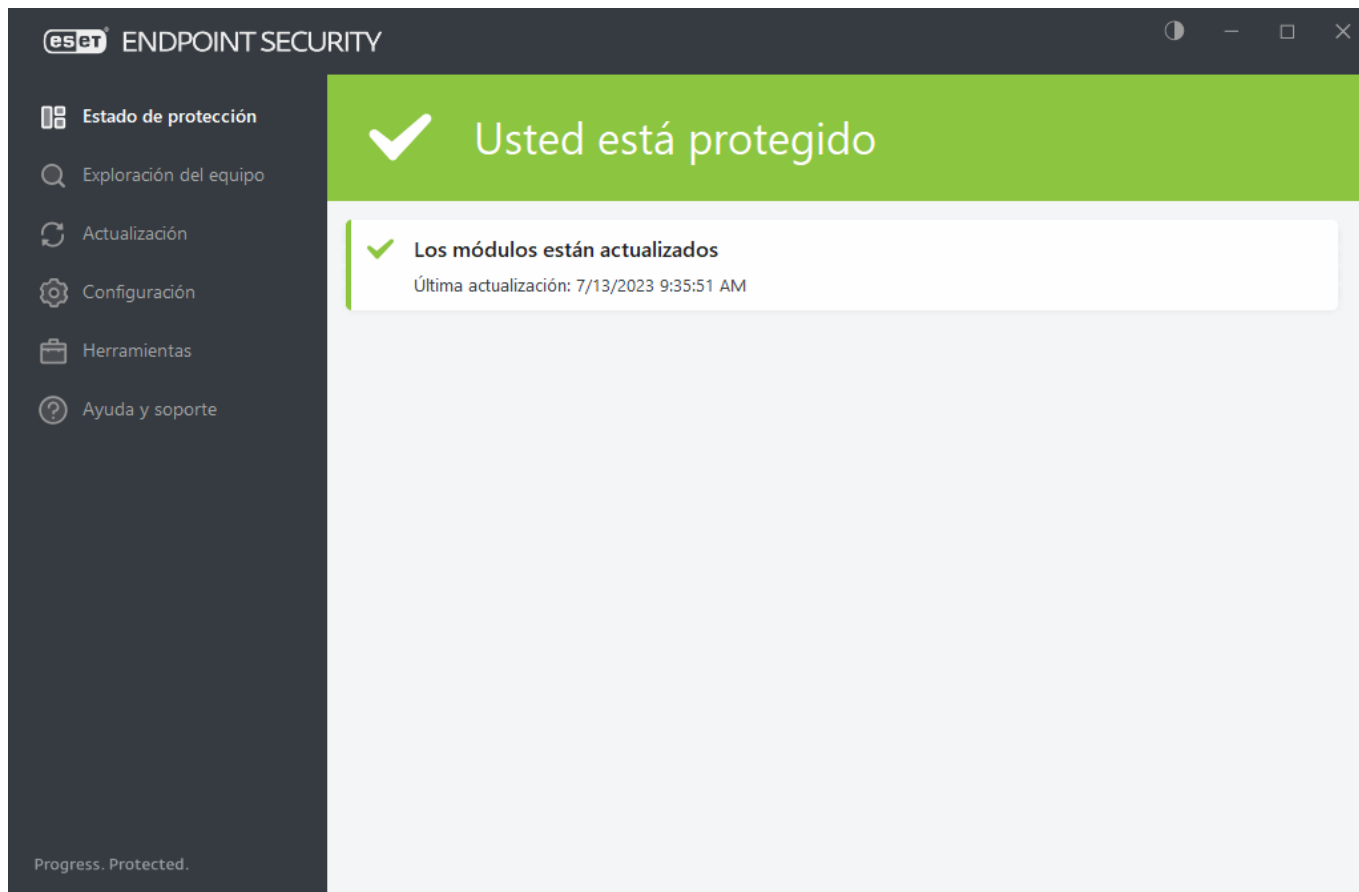 eset ENDPOINT SECURITY
Estado de protección
Exploración del equipo
Actualización
Configuración
Herramientas
Ayuda y soporte
Progress. Protected.
Usted está protegido
Los módulos están actualizados
Última actualización: 7/13/2023 9:35:51 AM